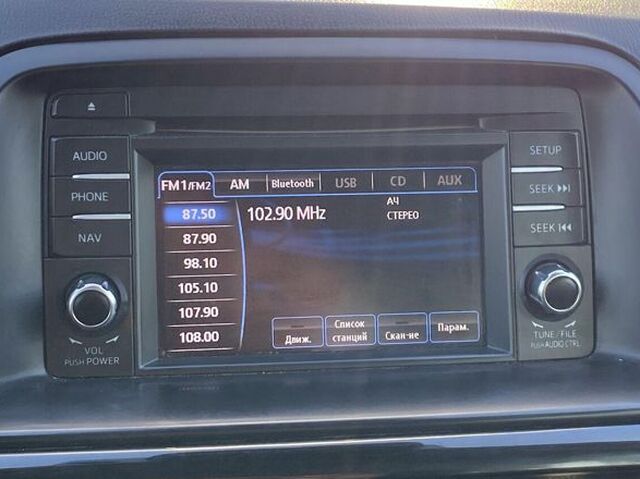 AUDIO
PHONE
NAV
VOL
PUSH POWER
FM1/FM2 AM Bluetooth USB CD AUX
87.50
87.90
98.10
105.10
107.90
108.00
102.90 MHz
АЧ
СТЕРЕО
Движ.
Список
станций
Скан-ие
Парам.
SETUP
SEEK
SEEK
TUNE / FILE
PUSH AUDIO CTRL